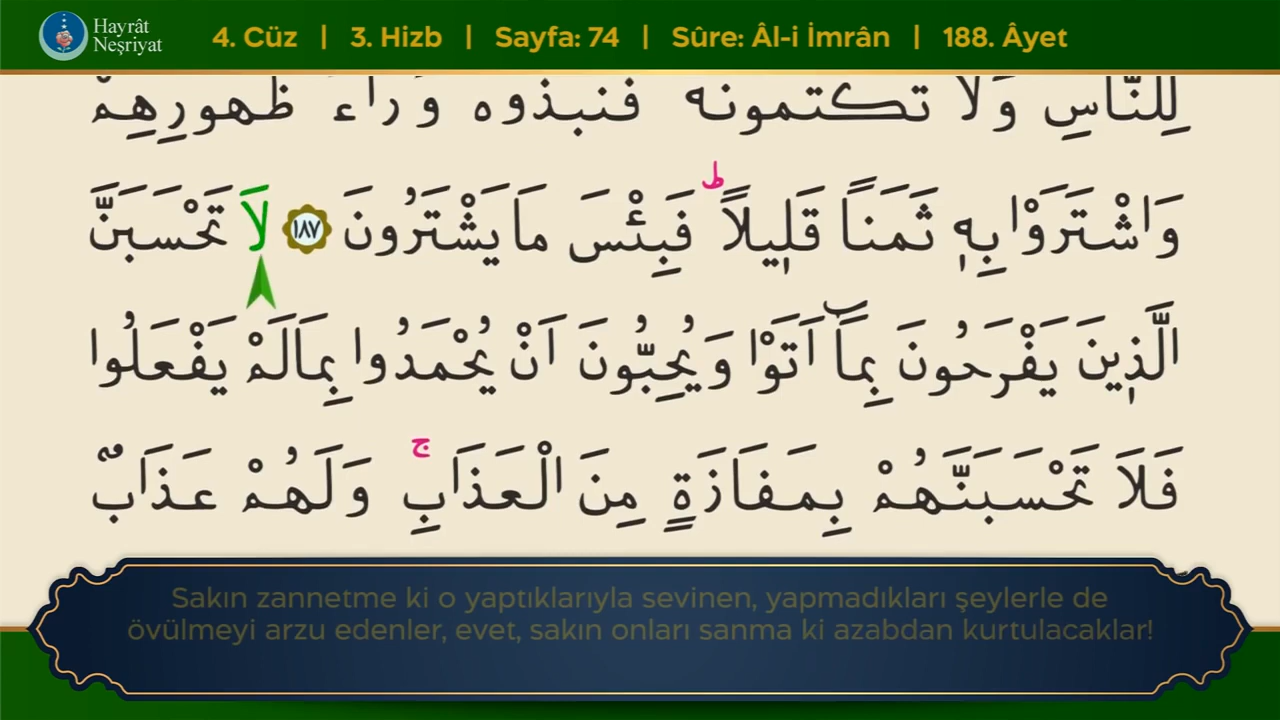 Hayrât
Neşriyat
4. Cüz | 3. Hizb | Sayfa: 74 | Sûre: Âl-i İmrân | 188. Âyet
لِلنَّاسِ وَلَا تَكْتُمُونَهُ فَنَبَذُوهُ وَرَاءَ ظُهُورِهِمْ
وَاشْتَرَوْا بِهٖ ثَمَنًا قَلٖيلًاۜ فَبِئْسَ مَا يَشْتَرُونَ ١٨٧ لَا تَحْسَبَنَّ
الَّذٖينَ يَفْرَحُونَ بِمَٓا اَتَوْا وَيُحِبُّونَ اَنْ يُحْمَدُوا بِمَا لَمْ يَفْعَلُوا
فَلَا تَحْسَبَنَّهُمْ بِمَفَازَةٍ مِنَ الْعَذَابِۚ وَلَهُمْ عَذَابٌ
Sakın zannetme ki o yaptıklarıyla sevinen, yapmadıkları şeylerle de
övülmeyi arzu edenler, evet, sakın onları sanma ki azabdan kurtulacaklar!